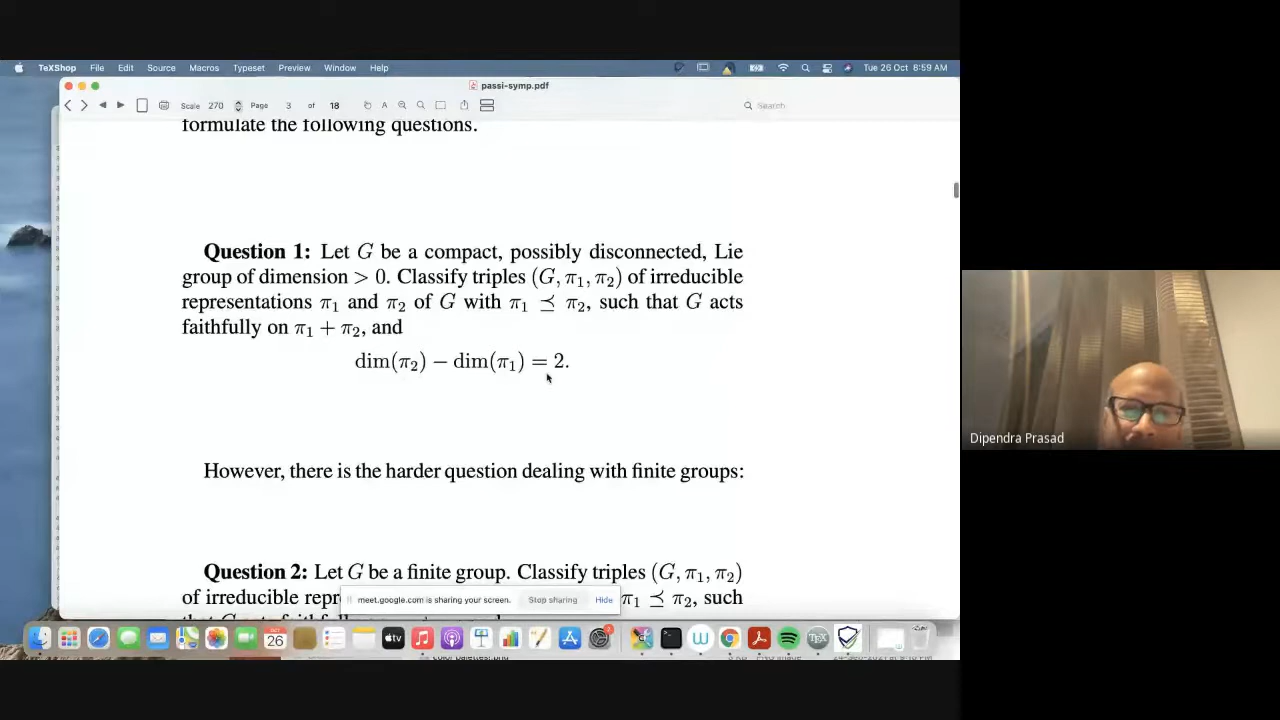 TeXShop File Edit Source Macros Typeset Preview Window Help Tue 26 Oct 8:59 AM
passi-symp.pdf
Scale 270 Page 3 of 18 Search
formulate the following questions.
Question 1: Let G be a compact, possibly disconnected, Lie
group of dimension > 0. Classify triples (G, π₁, π₂) of irreducible
representations π₁ and π₂ of G with π₁ ⪯ π₂, such that G acts
faithfully on π₁ + π₂, and
dim(π₂) − dim(π₁) = 2.
However, there is the harder question dealing with finite groups:
Question 2: Let G be a finite group. Classify triples (G, π₁, π₂)
of irreducible π₁ ⪯ π₂, such
meet.google.com is sharing your screen. Stop sharing Hide
Dipendra Prasad
OCT
26
tv
TEX